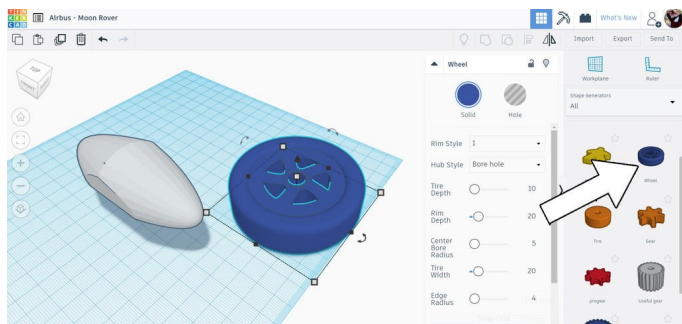 TIN
KER
CAD
Airbus - Moon Rover
What's New
Import Export Send To
TOP
Wheel
Solid Hole
Workplane Ruler
Shape Generators
All
Rim Style 1
Hub Style Bore hole
Tire Depth 10
Rim Depth 20
Center Bore Radius 5
Tire Width 20
Edge Radius 4
Wheel
Tire Gear
progear Useful gear